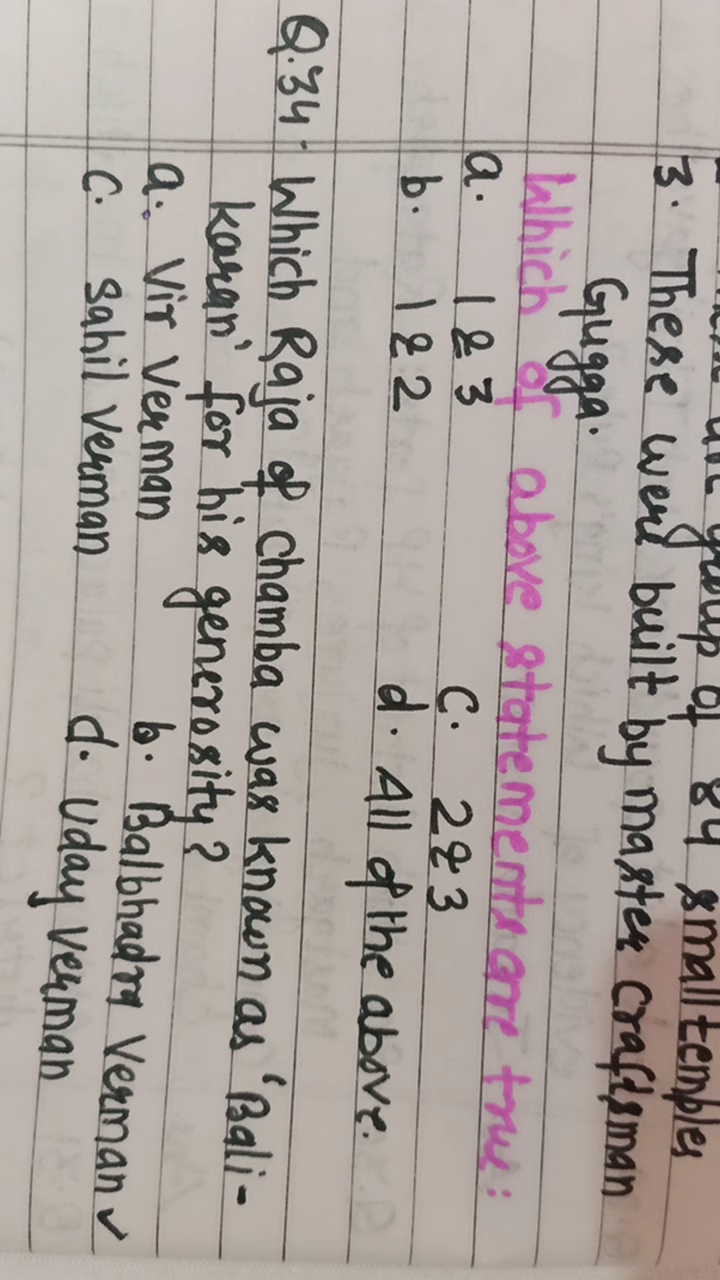 group of 84 small temples
3. These were built by master Craftsman
Gugga.
Which of above statements are true:
a. 1 & 3 c. 2 & 3
b. 1 & 2 d. All of the above.
Q.34. Which Raja of Chamba was known as 'Bali-
karan' for his generosity?
a. Vir Verman b. Balbhadra Verman ✓
c. Sahil Verman d. Uday Verman